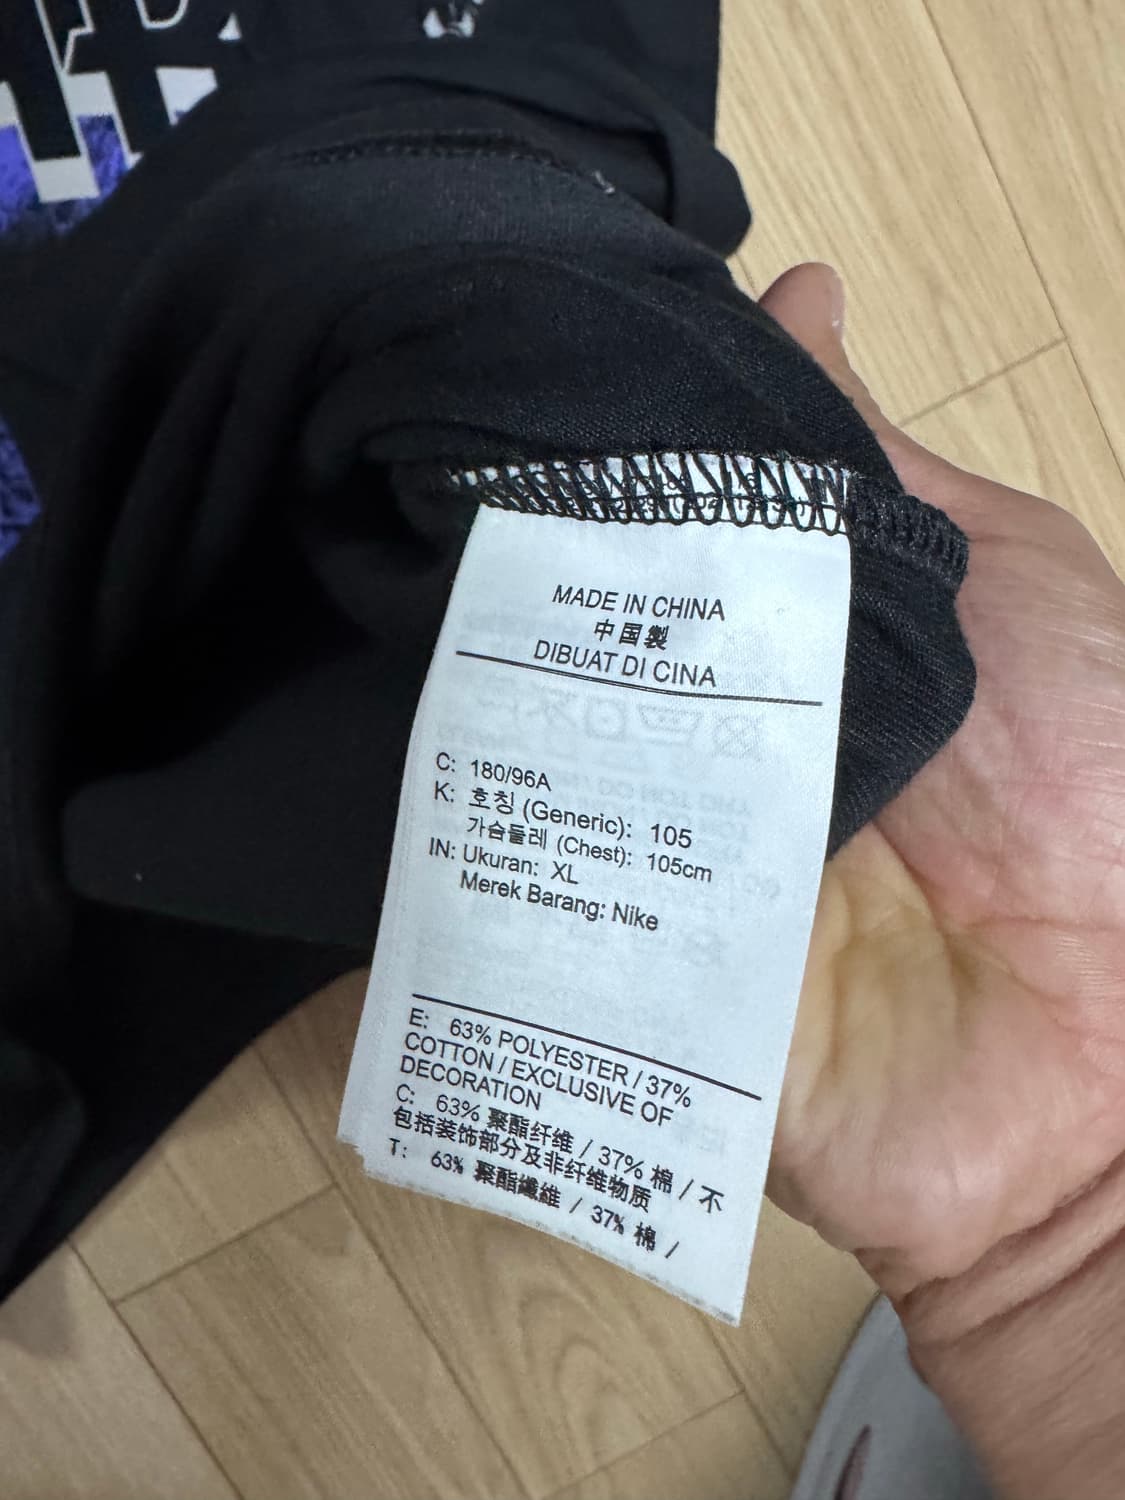 MADE IN CHINA
中国製
DIBUAT DI CINA
C: 180/96A
K: 호칭 (Generic): 105
가슴둘레 (Chest): 105cm
IN: Ukuran: XL
Merek Barang: Nike
E: 63% POLYESTER / 37%
COTTON / EXCLUSIVE OF
DECORATION
C: 63% 聚酯纤维 / 37% 棉 / 不
包括装饰部分及非纤维物质
T: 63% 聚酯纖維 / 37% 棉 /